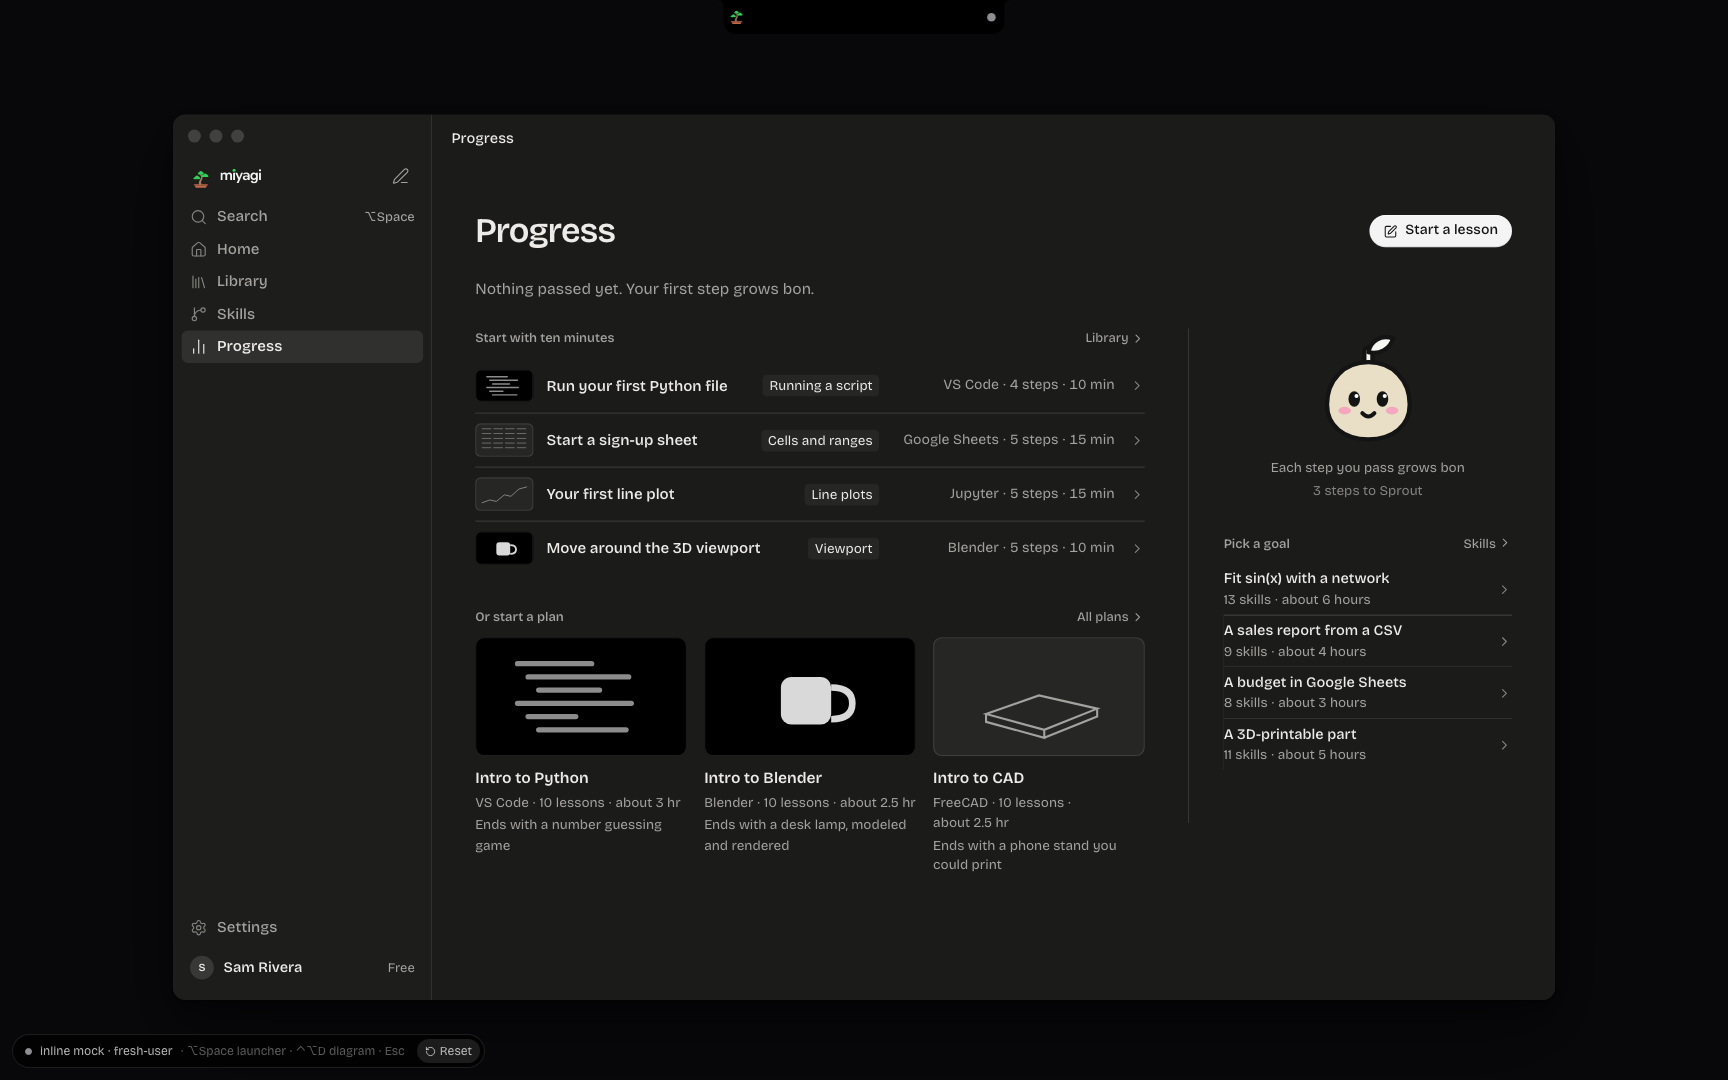 Progress
miyagi
Search ⌥Space
Home
Library
Skills
Progress
Settings
S Sam Rivera Free
Progress
Start a lesson
Nothing passed yet. Your first step grows bon.
Start with ten minutes Library
Run your first Python file Running a script VS Code · 4 steps · 10 min
Start a sign-up sheet Cells and ranges Google Sheets · 5 steps · 15 min
Your first line plot Line plots Jupyter · 5 steps · 15 min
Move around the 3D viewport Viewport Blender · 5 steps · 10 min
Or start a plan All plans
Intro to Python
VS Code · 10 lessons · about 3 hr
Ends with a number guessing
game
Intro to Blender
Blender · 10 lessons · about 2.5 hr
Ends with a desk lamp, modeled
and rendered
Intro to CAD
FreeCAD · 10 lessons ·
about 2.5 hr
Ends with a phone stand you
could print
Each step you pass grows bon
3 steps to Sprout
Pick a goal Skills
Fit sin(x) with a network
13 skills · about 6 hours
A sales report from a CSV
9 skills · about 4 hours
A budget in Google Sheets
8 skills · about 3 hours
A 3D-printable part
11 skills · about 5 hours
inline mock · fresh-user · ⌥Space launcher · ⌃⌥D diagram · Esc Reset